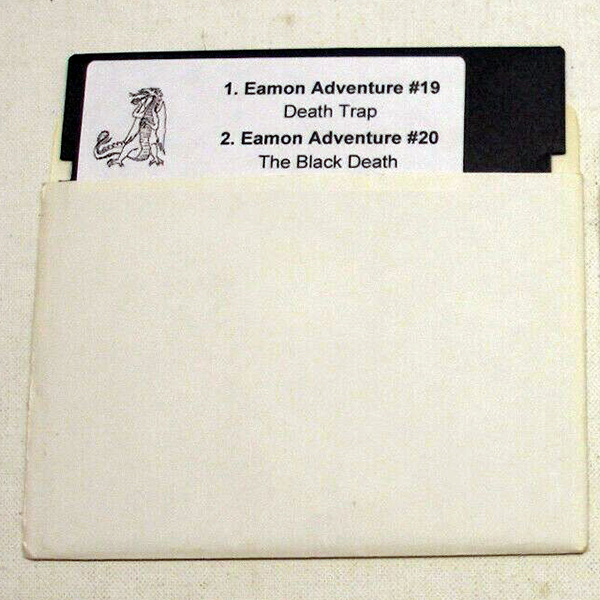 1. Eamon Adventure #19
Death Trap
2. Eamon Adventure #20
The Black Death